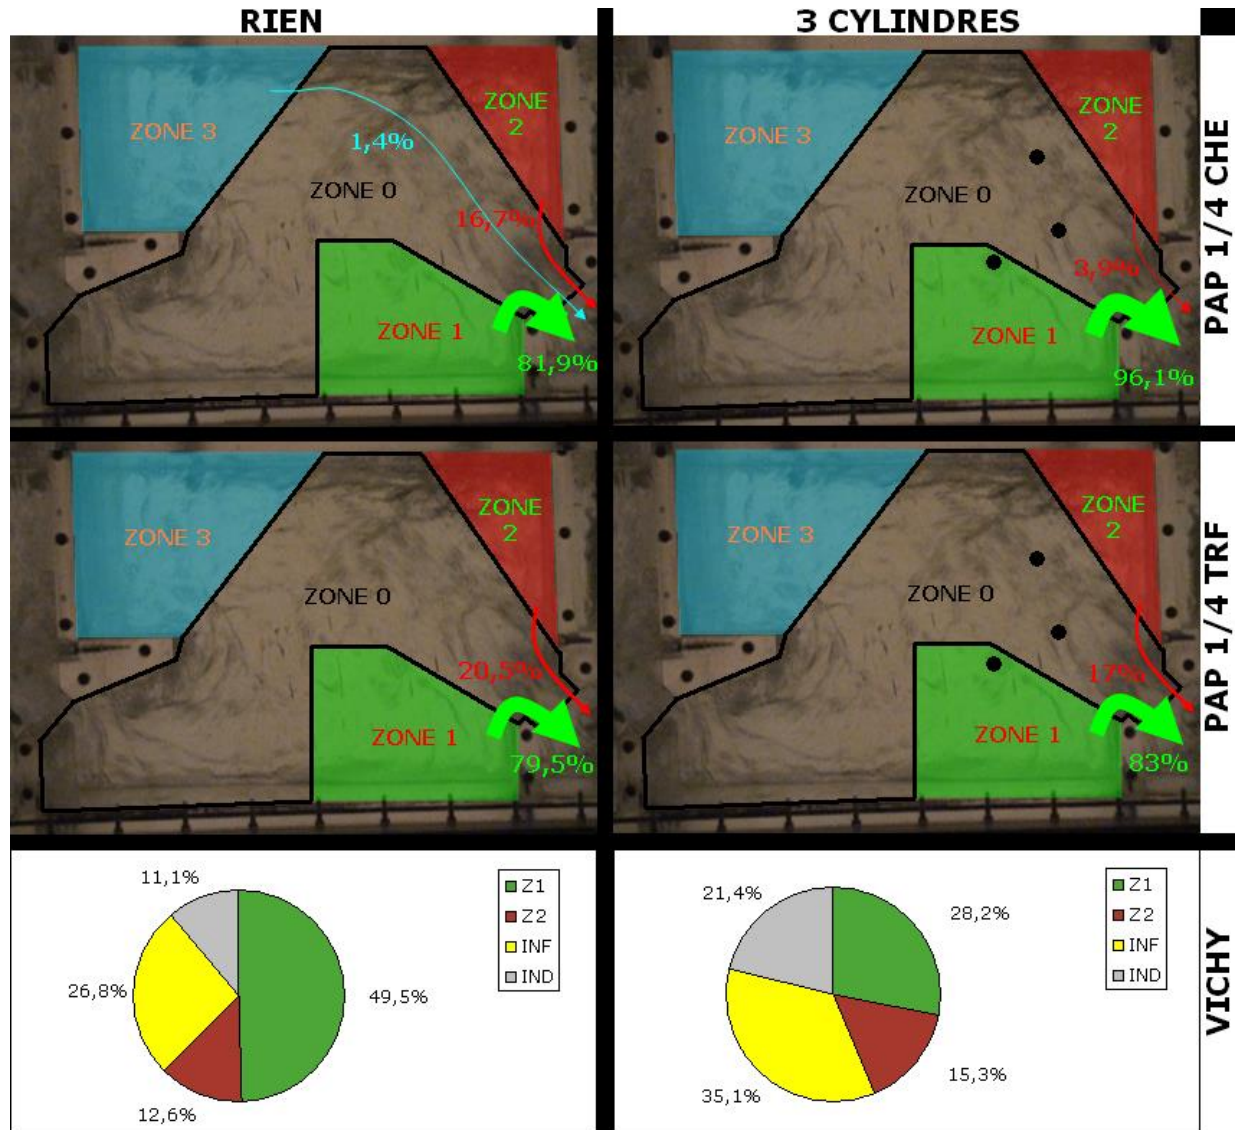 RIEN
3 CYLINDRES
ZONE 3
ZONE
2
1,4%
ZONE 0
16,7%
ZONE 1
81,9%
ZONE 3
ZONE
2
ZONE 0
3,9%
ZONE 1
96,1%
PAP 1/4 CHE
ZONE 3
ZONE
2
ZONE 0
20,5%
ZONE 1
79,5%
ZONE 3
ZONE
2
ZONE 0
17%
ZONE 1
83%
PAP 1/4 TRF
11,1%
26,8%
49,5%
12,6%
Z1
Z2
INF
IND
21,4%
28,2%
35,1%
15,3%
Z1
Z2
INF
IND
VICHY